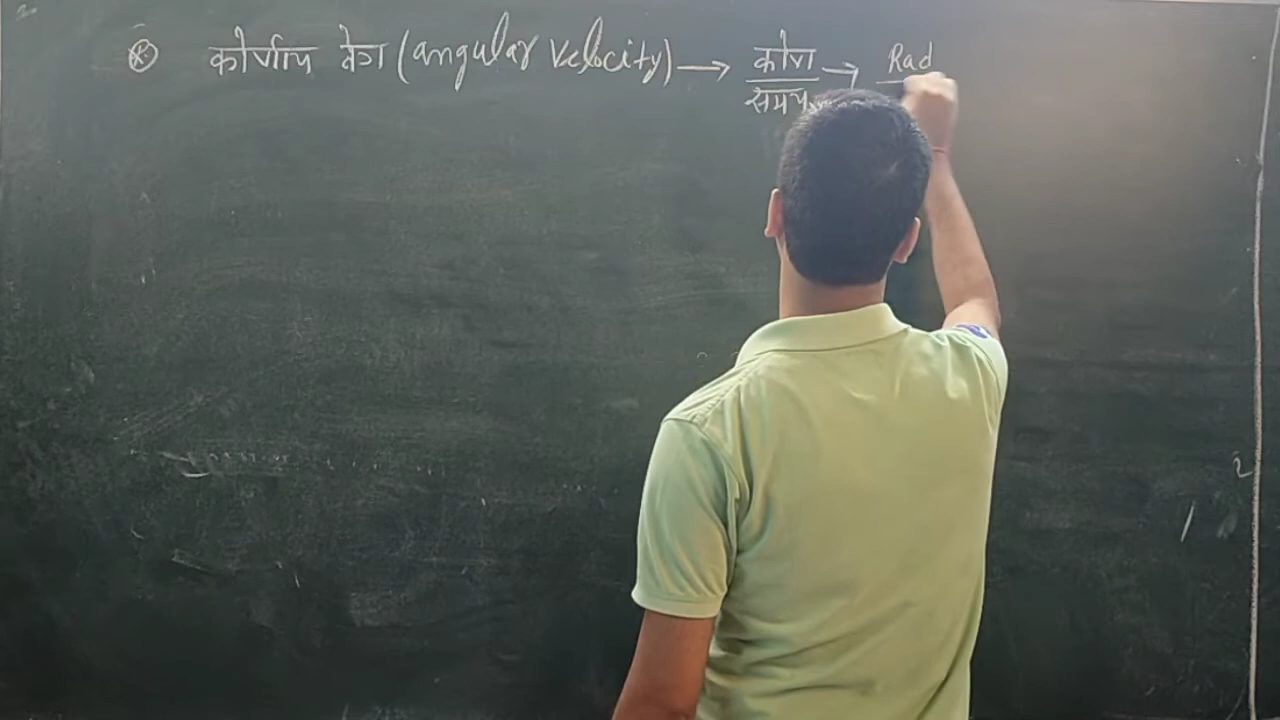 कोणीय वेग (angular Velocity) → कोण → Rad
समय